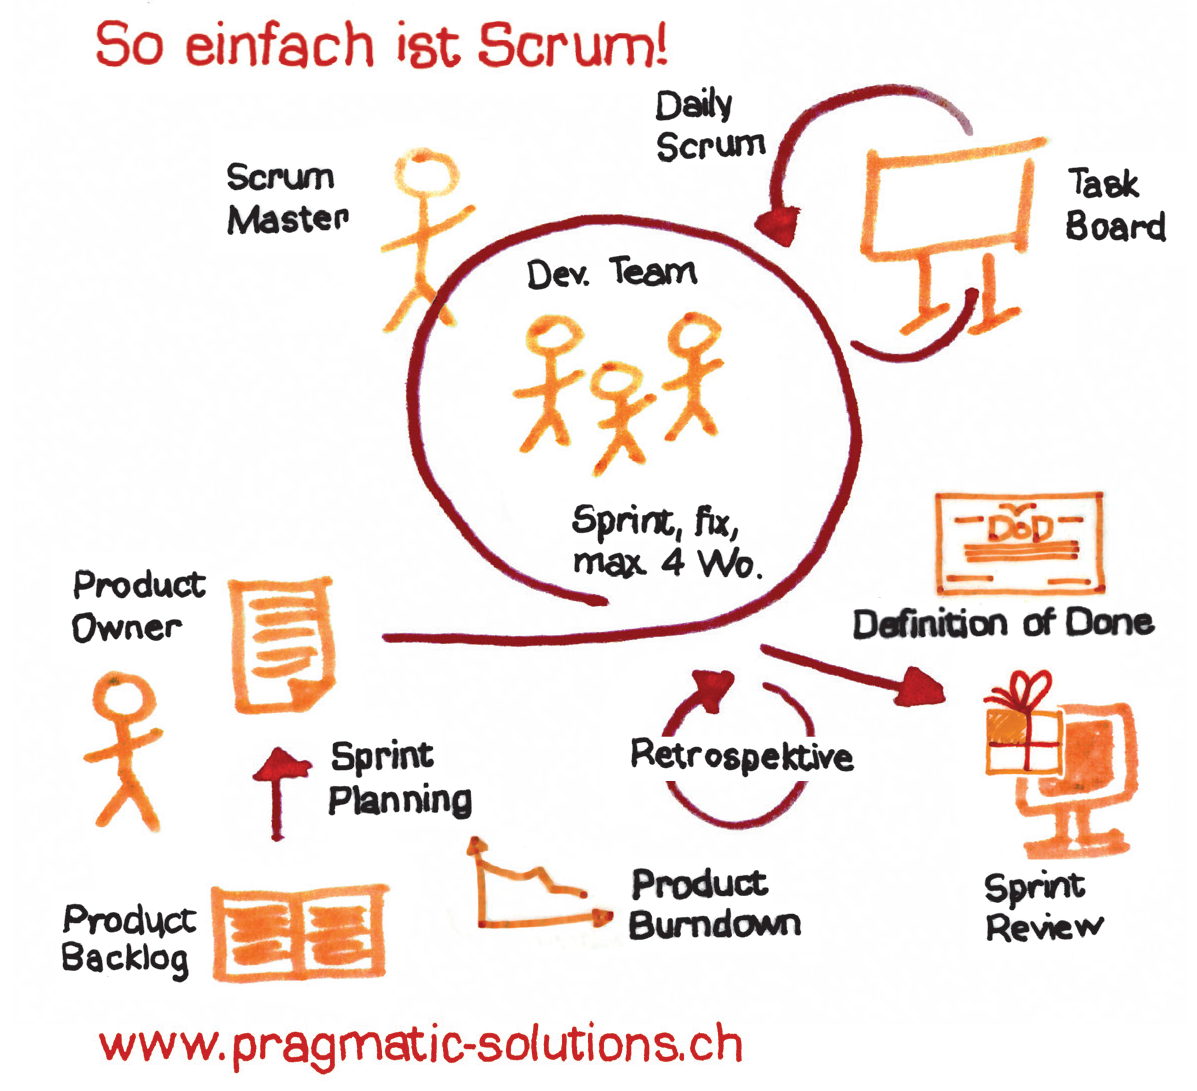 So einfach ist Scrum!
Daily
Scrum
Scrum
Master
Task
Board
Dev. Team
Sprint, fix,
max 4 Wo.
DoD
Definition of Done
Product
Owner
Sprint
Planning
Retrospektive
Product
Backlog
Product
Burndown
Sprint
Review
www.pragmatic-solutions.ch